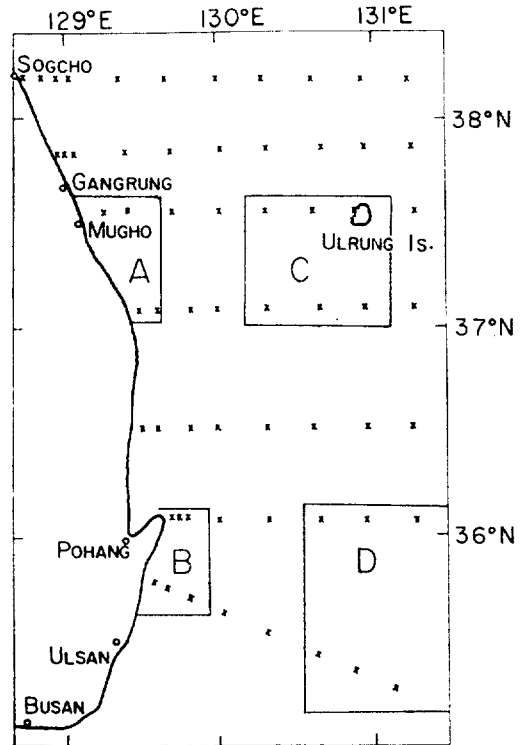 129°E 130°E 131°E
SOGCHO
38°N
GANGRUNG
MUGHO
ULRUNG IS.
A C
37°N
36°N
POHANG
B D
ULSAN
BUSAN